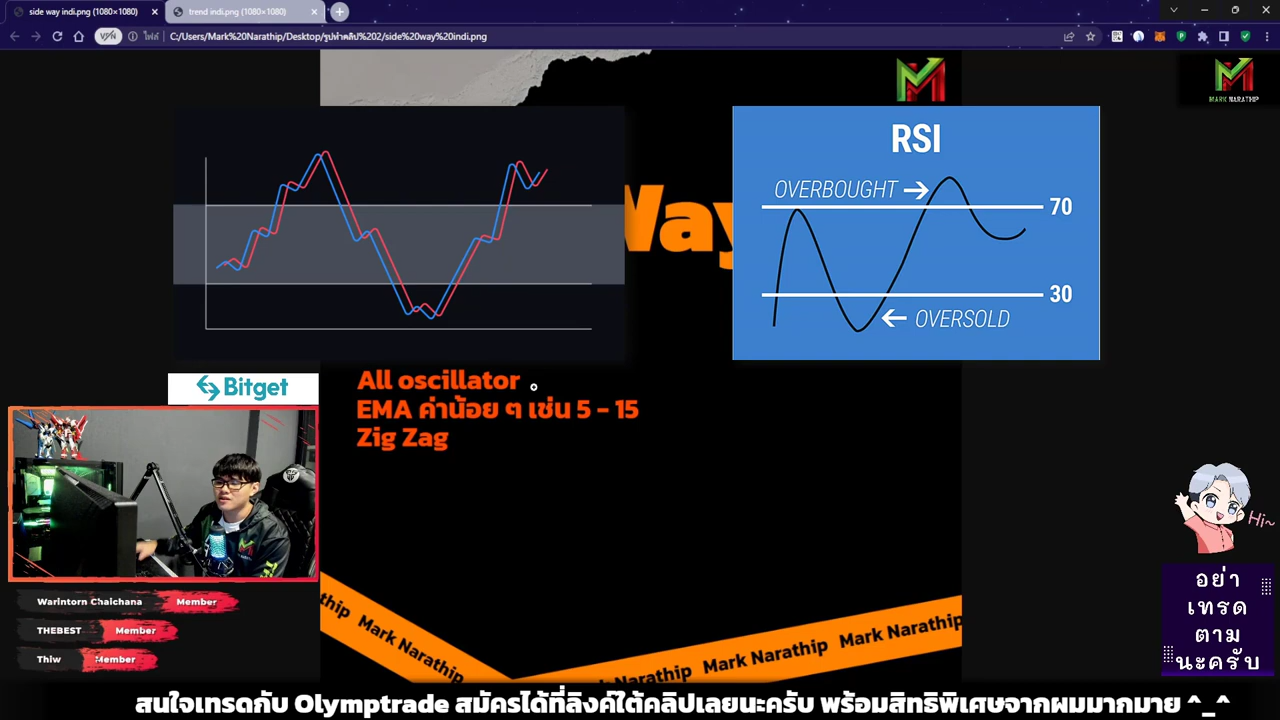 side way indi.png (1080×1080)
trend indi.png (1080×1080)
VPN
ไฟล์
C:/Users/Mark%20Narathip/Desktop/รูปทำคลิป%202/side%20way%20indi.png
MARK NARATHIP
Way
RSI
OVERBOUGHT
70
30
OVERSOLD
All oscillator
EMA ค่าน้อย ๆ เช่น 5 - 15
Zig Zag
Bitget
Warintorn Chaichana Member
THEBEST Member
Thiw Member
Hi~
อย่า
เทรด
ตาม
นะครับ
Mark Narathip
Mark Narathip
Mark Narathip
สนใจเทรดกับ Olymptrade สมัครได้ที่ลิงค์ใต้คลิปเลยนะครับ พร้อมสิทธิพิเศษจากผมมากมาย ^_^